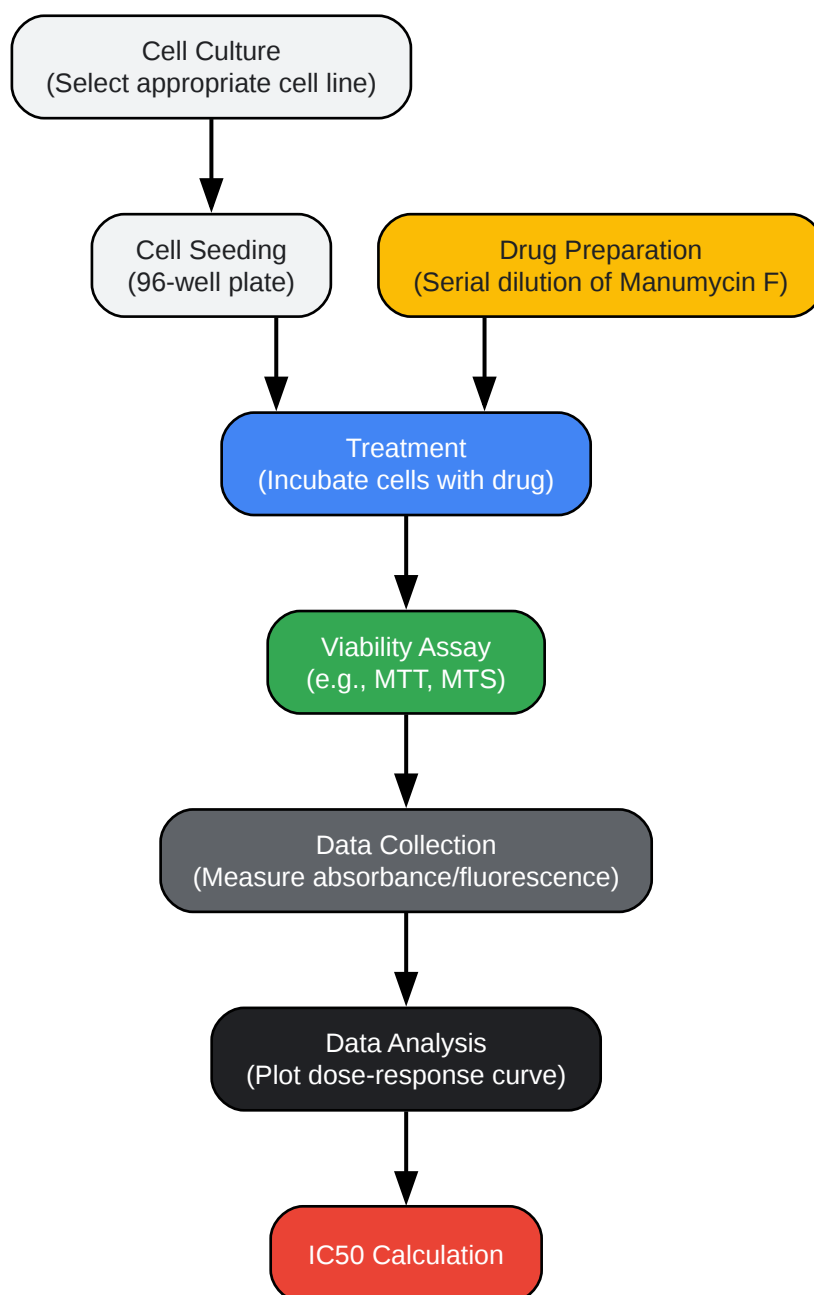 Cell Culture
(Select appropriate cell line)
Cell Seeding
(96-well plate)
Drug Preparation
(Serial dilution of Manumycin F)
Treatment
(Incubate cells with drug)
Viability Assay
(e.g., MTT, MTS)
Data Collection
(Measure absorbance/fluorescence)
Data Analysis
(Plot dose-response curve)
IC50 Calculation